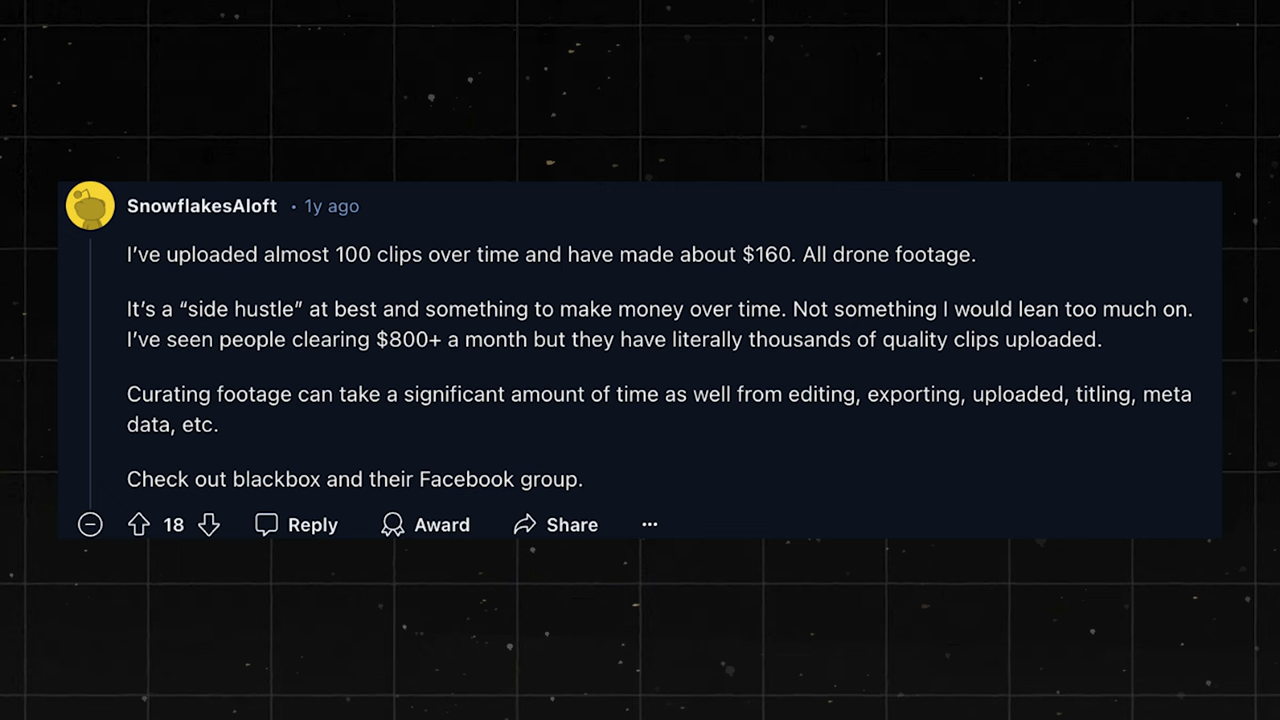 SnowflakesAloft • 1y ago
I've uploaded almost 100 clips over time and have made about $160. All drone footage.
It's a “side hustle” at best and something to make money over time. Not something I would lean too much on.
I've seen people clearing $800+ a month but they have literally thousands of quality clips uploaded.
Curating footage can take a significant amount of time as well from editing, exporting, uploaded, titling, meta
data, etc.
Check out blackbox and their Facebook group.
18 Reply Award Share ...